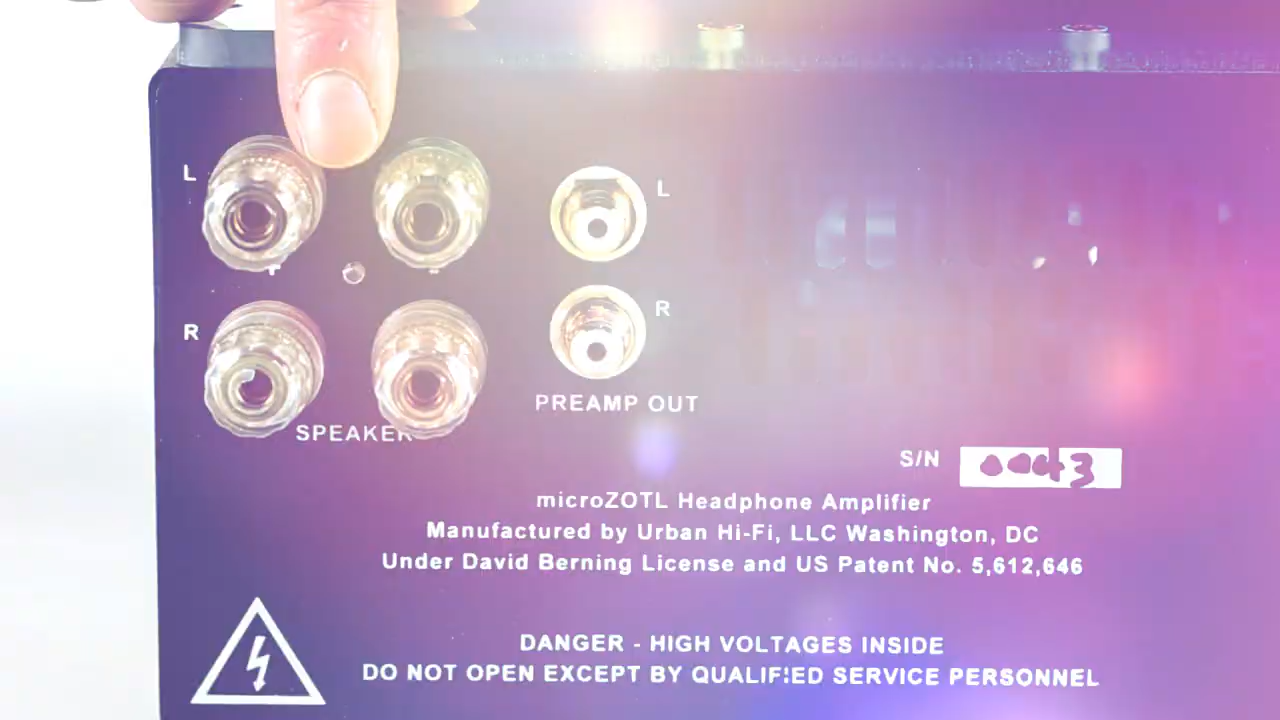 L
L
R
R
PREAMP OUT
SPEAKER
S/N 0043
microZOTL Headphone Amplifier
Manufactured by Urban Hi-Fi, LLC Washington, DC
Under David Berning License and US Patent No. 5,612,646
DANGER - HIGH VOLTAGES INSIDE
DO NOT OPEN EXCEPT BY QUALIFIED SERVICE PERSONNEL